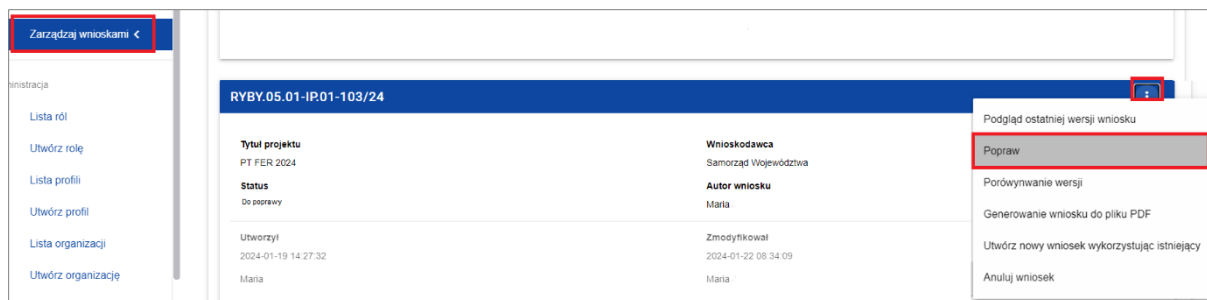 Zarządzaj wnioskami <
ninistracja
Lista ról
Utwórz rolę
Lista profili
Utwórz profil
Lista organizacji
Utwórz organizację
RYBY.05.01-IP.01-103/24
Tytuł projektu
PT FER 2024
Wnioskodawca
Samorząd Województwa
Status
Do poprawy
Autor wniosku
Maria
Utworzył
2024-01-19 14:27:32
Maria
Zmodyfikował
2024-01-22 08:34:09
Maria
Podgląd ostatniej wersji wniosku
Popraw
Porównywanie wersji
Generowanie wniosku do pliku PDF
Utwórz nowy wniosek wykorzystując istniejący
Anuluj wniosek